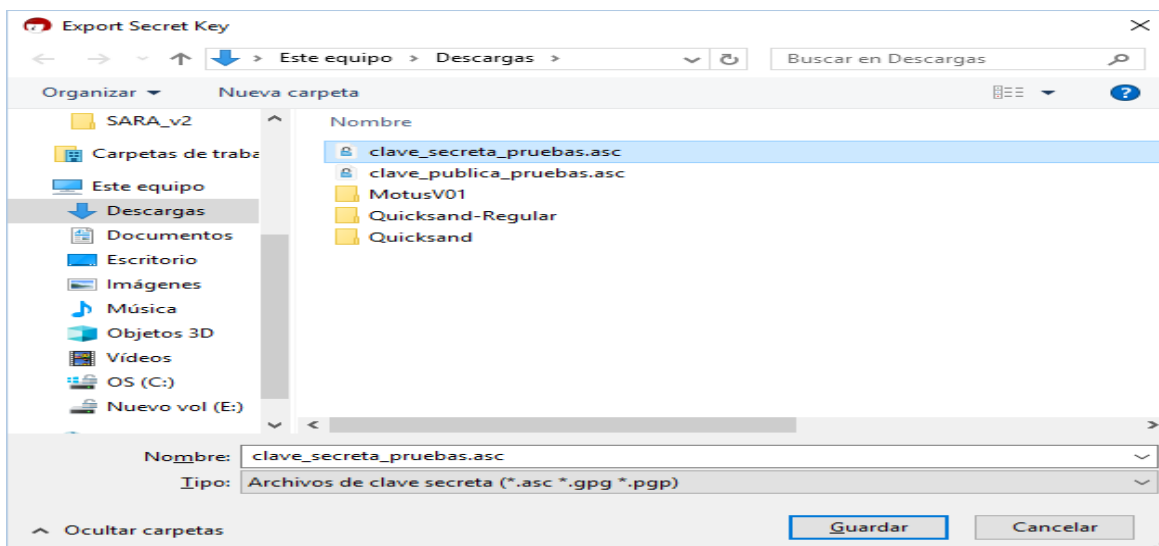 Export Secret Key
Este equipo > Descargas >
Buscar en Descargas
Organizar
Nueva carpeta
SARA_v2
Carpetas de traba
Este equipo
Descargas
Documentos
Escritorio
Imágenes
Música
Objetos 3D
Vídeos
OS (C:)
Nuevo vol (E:)
Nombre
clave_secreta_pruebas.asc
clave_publica_pruebas.asc
MotusV01
Quicksand-Regular
Quicksand
Nombre: clave_secreta_pruebas.asc
Tipo: Archivos de clave secreta (*.asc *.gpg *.pgp)
Ocultar carpetas
Guardar
Cancelar